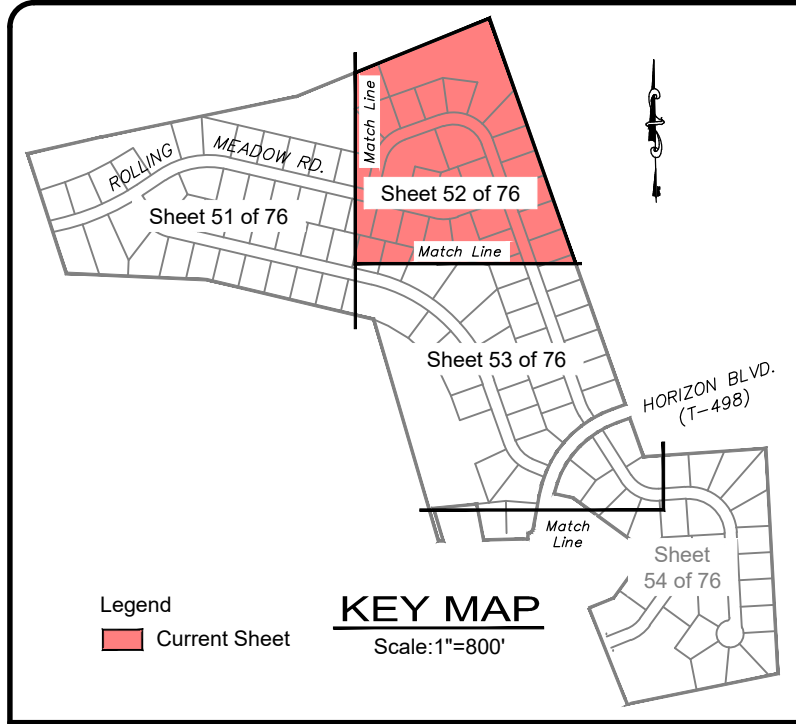 Match Line
ROLLING
MEADOW RD.
Sheet 52 of 76
Sheet 51 of 76
Match Line
Sheet 53 of 76
HORIZON BLVD.
(T-498)
Match
Line
Sheet
54 of 76
Legend
Current Sheet
KEY MAP
Scale:1"=800'